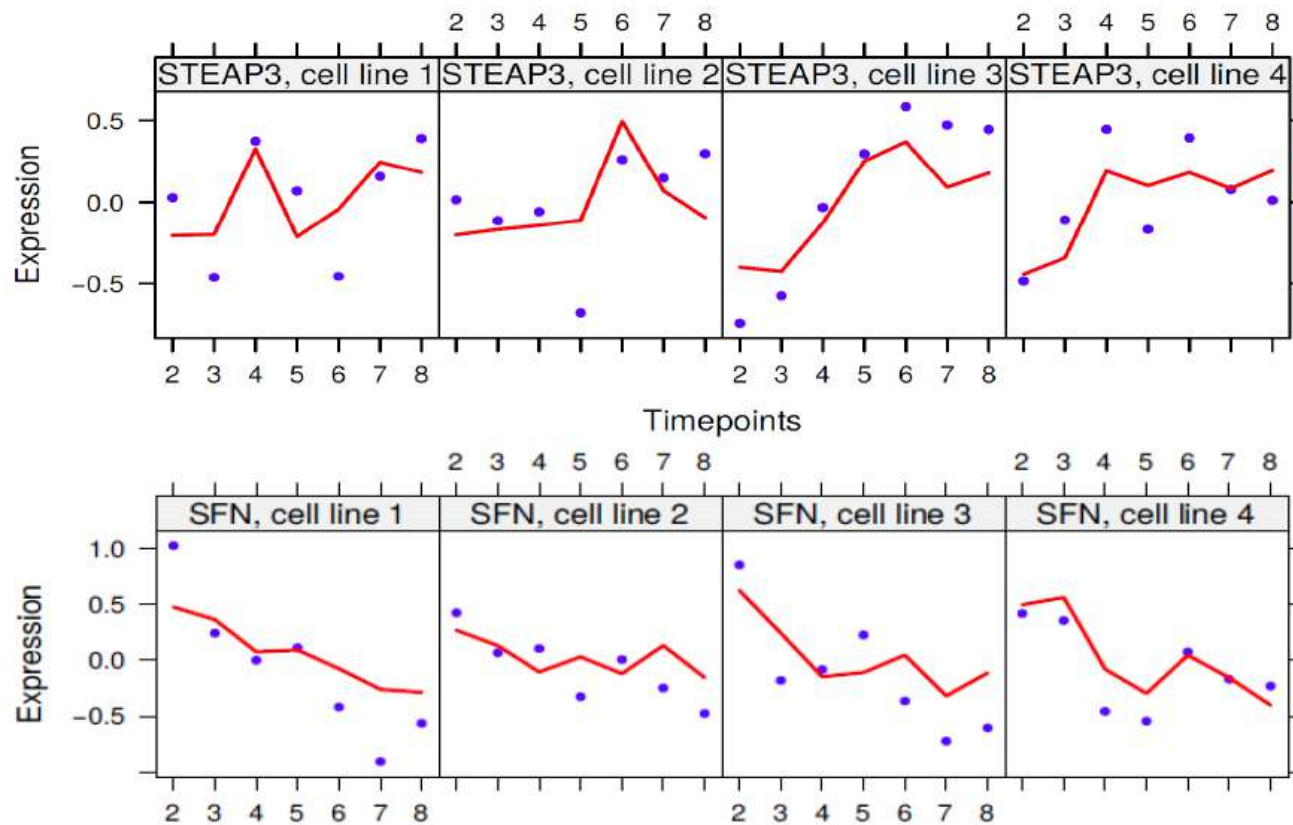 2 3 4 5 6 7 8 2 3 4 5 6 7 8
STEAP3, cell line 1 STEAP3, cell line 2 STEAP3, cell line 3 STEAP3, cell line 4
0.5
0.0
−0.5
Expression
2 3 4 5 6 7 8 2 3 4 5 6 7 8
Timepoints
2 3 4 5 6 7 8 2 3 4 5 6 7 8
SFN, cell line 1 SFN, cell line 2 SFN, cell line 3 SFN, cell line 4
1.0
0.5
0.0
−0.5
Expression
2 3 4 5 6 7 8 2 3 4 5 6 7 8